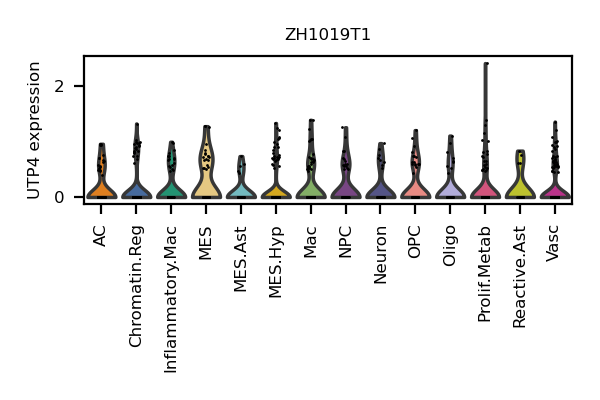 ZH1019T1
UTP4 expression
2
0
AC
Chromatin.Reg
Inflammatory.Mac
MES
MES.Ast
MES.Hyp
Mac
NPC
Neuron
OPC
Oligo
Prolif.Metab
Reactive.Ast
Vasc